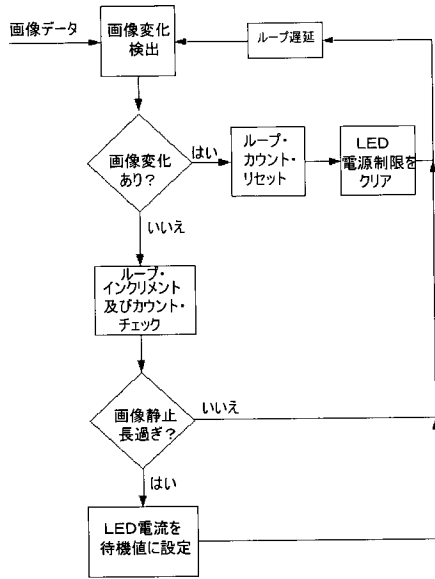 画像データ
画像変化
検出
ループ遅延
画像変化
あり?
はい
ループ・
カウント・
リセット
LED
電源制限を
クリア
いいえ
ループ・
インクリメント
及びカウント・
チェック
画像静止
長過ぎ?
いいえ
はい
LED電流を
待機値に設定